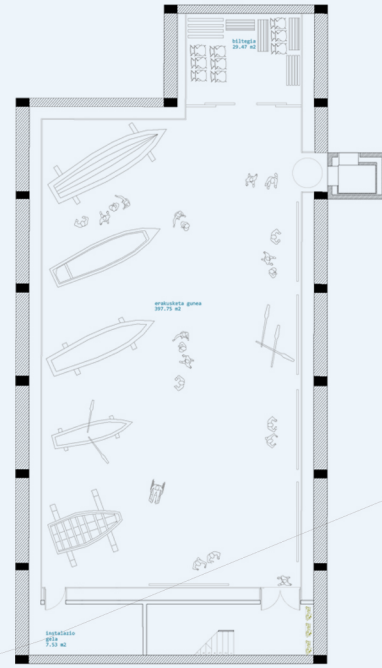 biltegia
29.47 m2
erakusketa gunea
397.75 m2
instalazio
gela
7.53 m2